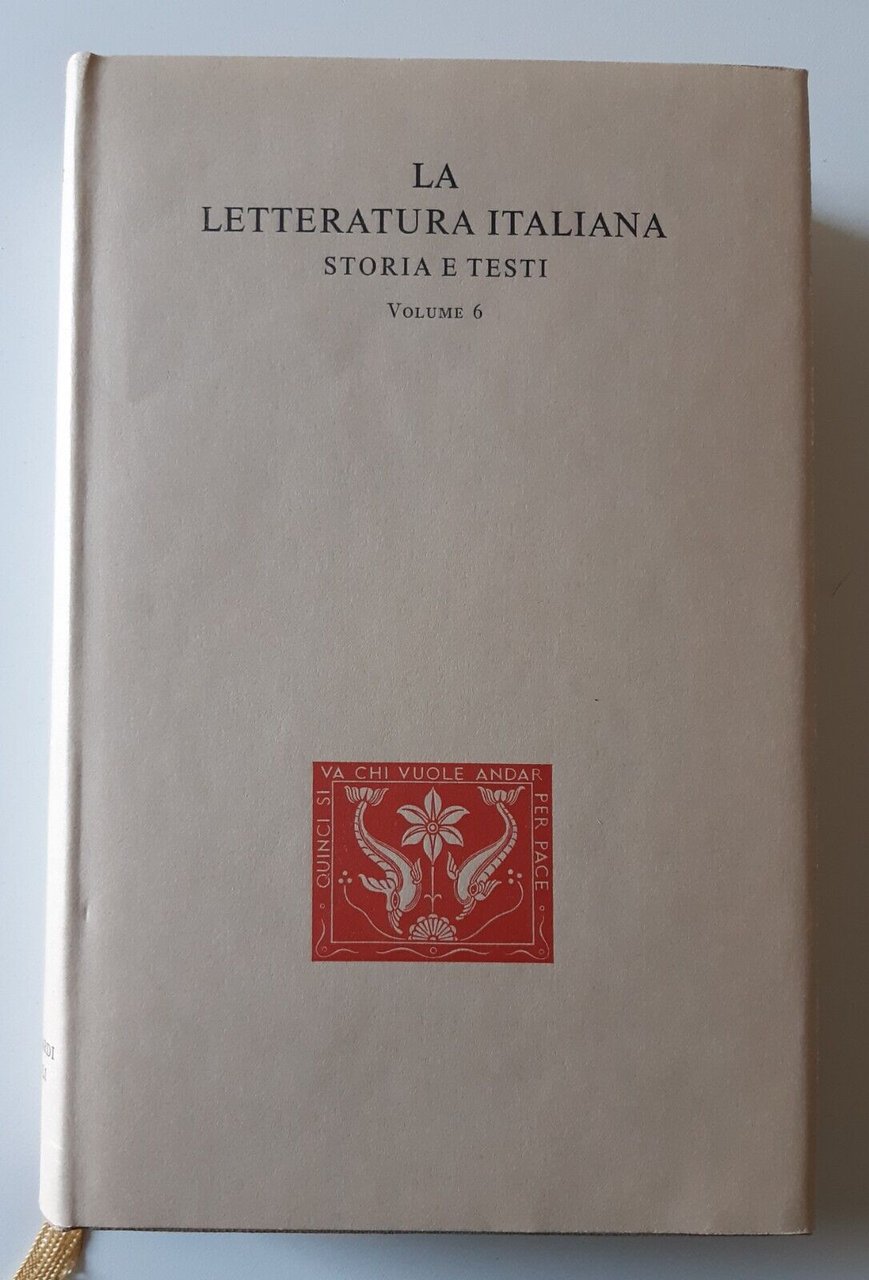 LA
LETTERATURA ITALIANA
STORIA E TESTI
VOLUME 6
QUINCI SI
VA CHI VUOLE ANDAR
PER PACE